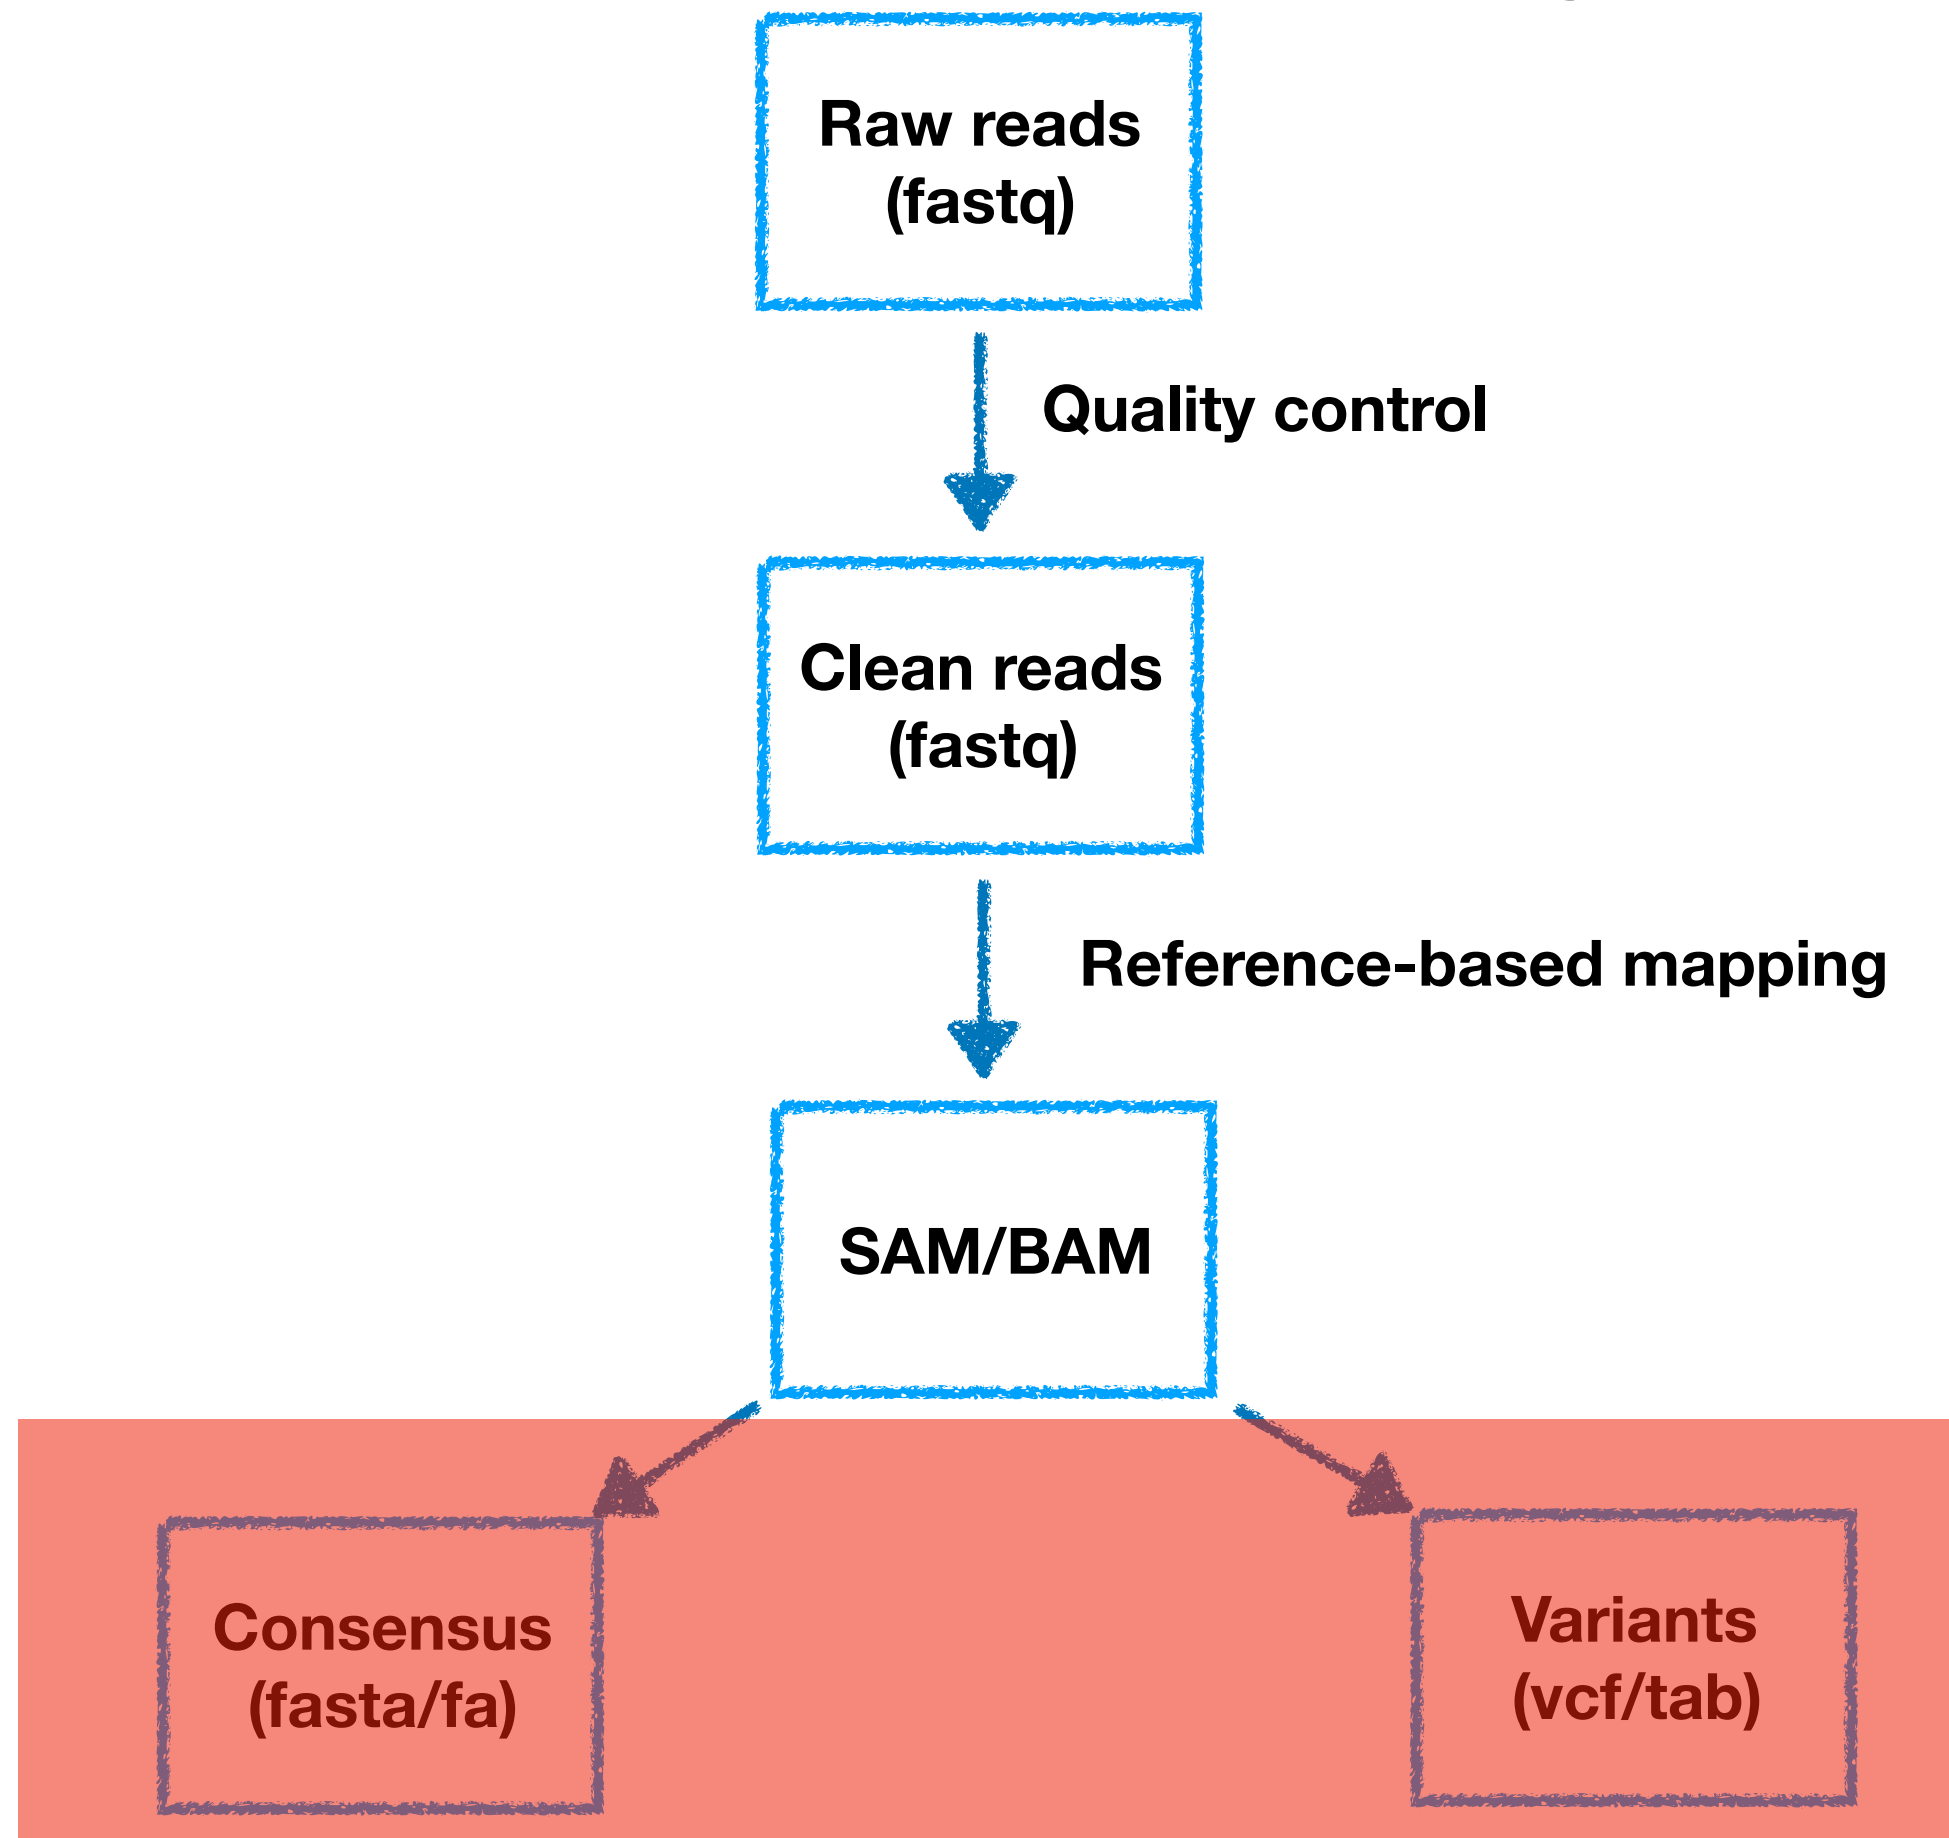 Raw reads
(fastq)
Quality control
Clean reads
(fastq)
Reference-based mapping
SAM/BAM
Consensus
(fasta/fa)
Variants
(vcf/tab)